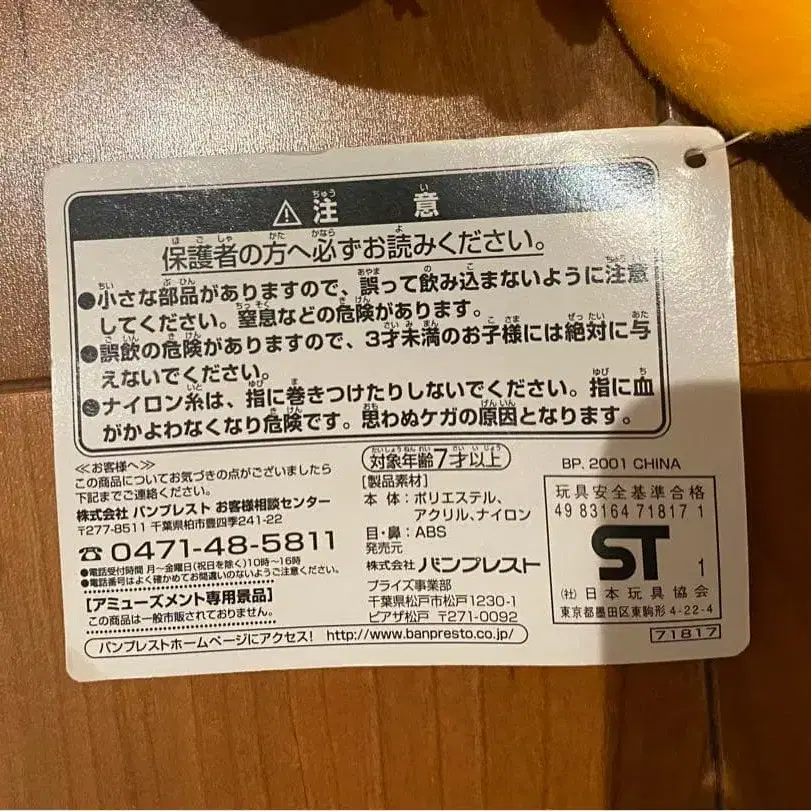 ⚠注意
保護者の方へ必ずお読みください。
●小さな部品がありますので、誤って飲み込まないように注意
してください。窒息などの危険があります。
●誤飲の危険がありますので、3才未満のお子様には絶対に与
えないでください。
●ナイロン糸は、指に巻きつけたりしないでください。指に血
がかよわなくなり危険です。思わぬケガの原因となります。
≪お客様へ≫
この商品についてお気づきの点がございましたら
下記までご連絡ください。
株式会社 バンプレスト お客様相談センター
〒277-8511 千葉県柏市豊四季241-22
☎ 0471-48-5811
●電話受付時間 月〜金曜日(祝日を除く)10時〜16時
●電話番号はよく確かめてお間違いのないようご注意ください。
[アミューズメント専用景品]
この商品は一般市販されておりません。
対象年齢7才以上
[製品素材]
本体:ポリエステル、
アクリル、ナイロン
目・鼻:ABS
発売元
株式会社 バンプレスト
プライズ事業部
千葉県松戸市松戸1230-1
ピアザ松戸 〒271-0092
BP. 2001 CHINA
玩具安全基準合格
49 83164 71817 1
ST 1
(社) 日本玩具協会
東京都墨田区東駒形 4-22-4
71817
バンプレストホームページにアクセス! http://www.banpresto.co.jp/